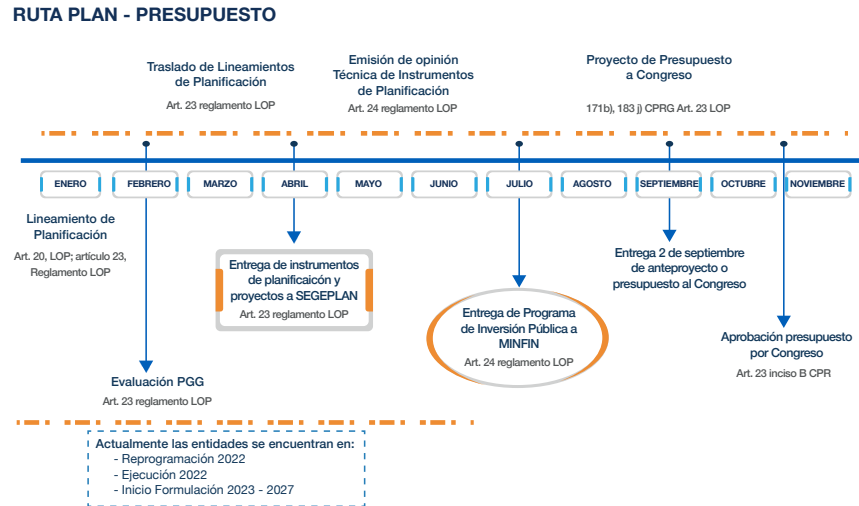 RUTA PLAN - PRESUPUESTO
Traslado de Lineamientos
de Planificación
Art. 23 reglamento LOP
Emisión de opinión
Técnica de Instrumentos
de Planificación
Art. 24 reglamento LOP
Proyecto de Presupuesto
a Congreso
171b), 183 j) CPRG Art. 23 LOP
ENERO
FEBRERO
MARZO
ABRIL
MAYO
JUNIO
JULIO
AGOSTO
SEPTIEMBRE
OCTUBRE
NOVIEMBRE
Lineamiento de
Planificación
Art. 20, LOP; artículo 23,
Reglamento LOP
Entrega de instrumentos
de planificaicón y
proyectos a SEGEPLAN
Art. 23 reglamento LOP
Entrega 2 de septiembre
de anteproyecto o
presupuesto al Congreso
Entrega de Programa
de Inversión Pública a
MINFIN
Art. 24 reglamento LOP
Aprobación presupuesto
por Congreso
Art. 23 inciso B CPR
Evaluación PGG
Art. 23 reglamento LOP
Actualmente las entidades se encuentran en:
- Reprogramación 2022
- Ejecución 2022
- Inicio Formulación 2023 - 2027